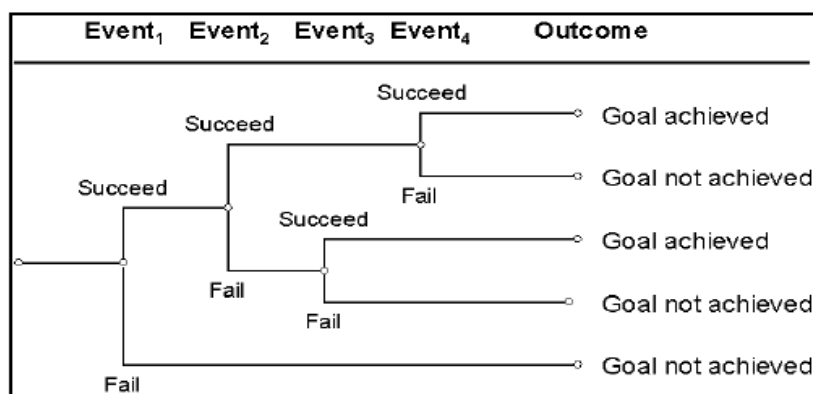 Event₁ Event₂ Event₃ Event₄ Outcome
Succeed
Goal achieved
Succeed
Goal not achieved
Succeed
Fail
Succeed
Goal achieved
Fail
Goal not achieved
Fail
Goal not achieved
Fail